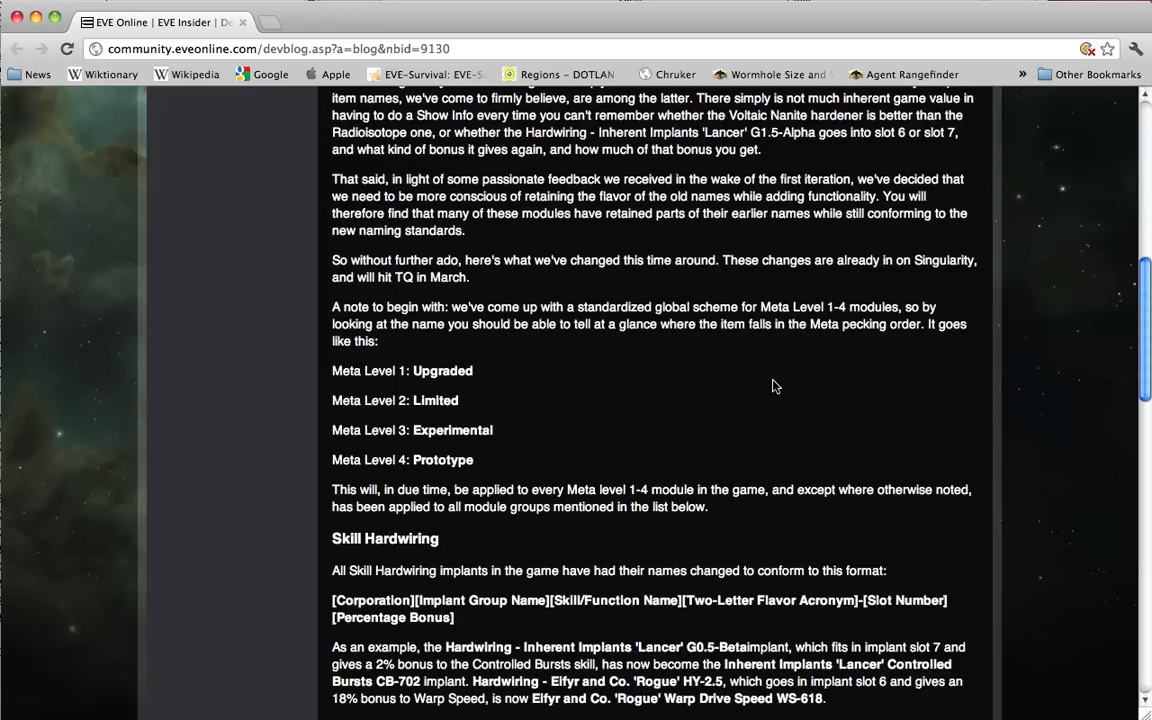 EVE Online | EVE Insider | De
community.eveonline.com/devblog.asp?a=blog&nbid=9130
News Wiktionary Wikipedia Google Apple EVE-Survival: EVE-S Regions - DOTLAN Chruker Wormhole Size and Agent Rangefinder » Other Bookmarks
item names, we've come to firmly believe, are among the latter. There simply is not much inherent game value in
having to do a Show Info every time you can't remember whether the Voltaic Nanite hardener is better than the
Radioisotope one, or whether the Hardwiring - Inherent Implants 'Lancer' G1.5-Alpha goes into slot 6 or slot 7,
and what kind of bonus it gives again, and how much of that bonus you get.
That said, in light of some passionate feedback we received in the wake of the first iteration, we've decided that
we need to be more conscious of retaining the flavor of the old names while adding functionality. You will
therefore find that many of these modules have retained parts of their earlier names while still conforming to the
new naming standards.
So without further ado, here's what we've changed this time around. These changes are already in on Singularity,
and will hit TQ in March.
A note to begin with: we've come up with a standardized global scheme for Meta Level 1-4 modules, so by
looking at the name you should be able to tell at a glance where the item falls in the Meta pecking order. It goes
like this:
Meta Level 1: Upgraded
Meta Level 2: Limited
Meta Level 3: Experimental
Meta Level 4: Prototype
This will, in due time, be applied to every Meta level 1-4 module in the game, and except where otherwise noted,
has been applied to all module groups mentioned in the list below.
Skill Hardwiring
All Skill Hardwiring implants in the game have had their names changed to conform to this format:
[Corporation][Implant Group Name][Skill/Function Name][Two-Letter Flavor Acronym]-[Slot Number]
[Percentage Bonus]
As an example, the Hardwiring - Inherent Implants 'Lancer' G0.5-Betaimplant, which fits in implant slot 7 and
gives a 2% bonus to the Controlled Bursts skill, has now become the Inherent Implants 'Lancer' Controlled
Bursts CB-702 implant. Hardwiring - Eifyr and Co. 'Rogue' HY-2.5, which goes in implant slot 6 and gives an
18% bonus to Warp Speed, is now Eifyr and Co. 'Rogue' Warp Drive Speed WS-618.